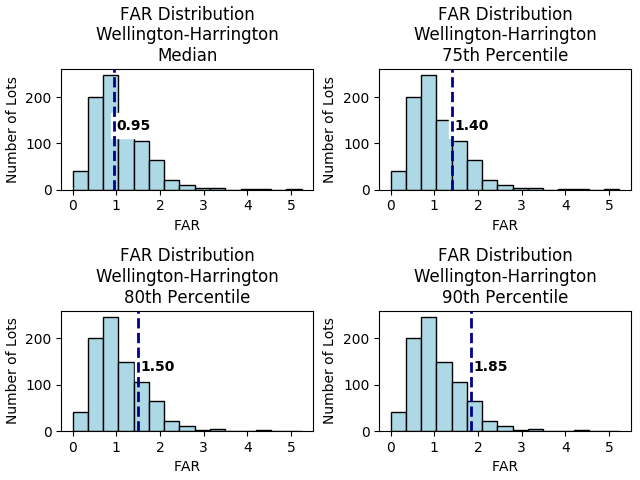 FAR Distribution
Wellington-Harrington
Median
Number of Lots
200
100
0
0.95
0 1 2 3 4 5
FAR
FAR Distribution
Wellington-Harrington
75th Percentile
Number of Lots
200
100
0
1.40
0 1 2 3 4 5
FAR
FAR Distribution
Wellington-Harrington
80th Percentile
Number of Lots
200
100
0
1.50
0 1 2 3 4 5
FAR
FAR Distribution
Wellington-Harrington
90th Percentile
Number of Lots
200
100
0
1.85
0 1 2 3 4 5
FAR